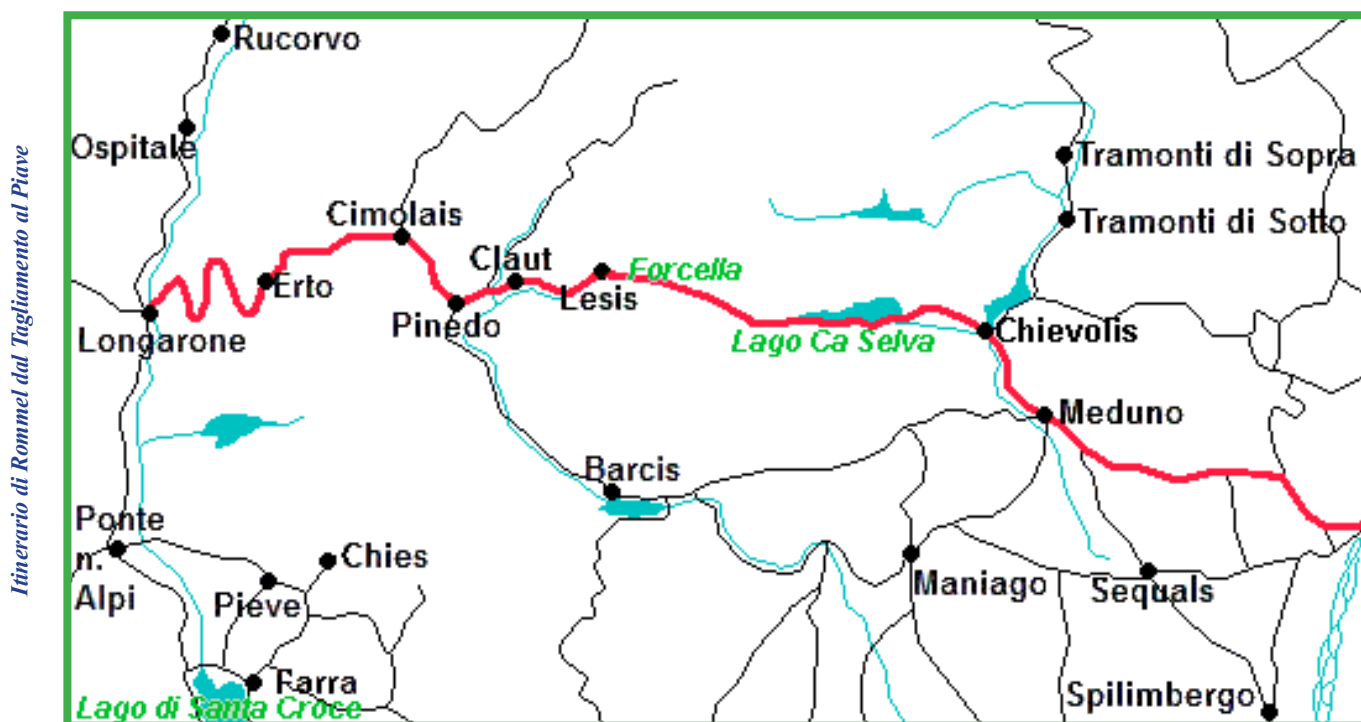 Itinerario di Rommel dal Tagliamento al Piave
Rucorvo
Ospitale
Tramonti di Sopra
Cimolais
Tramonti di Sotto
Claut
Forcella
Erto
Lesis
Pinedo
Longarone
Lago Ca Selva
Chievolis
Meduno
Barcis
Ponte
n.
Alpi
Chies
Pieve
Maniago
Sequals
Farra
Lago di Santa Croce
Spilimbergo